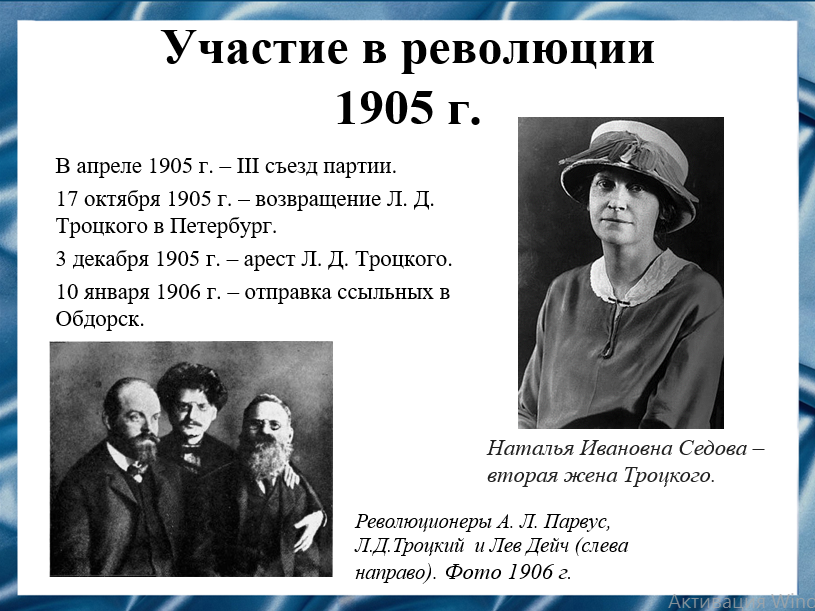 Участие в революции
1905 г.
В апреле 1905 г. – III съезд партии.
17 октября 1905 г. – возвращение Л. Д.
Троцкого в Петербург.
3 декабря 1905 г. – арест Л. Д. Троцкого.
10 января 1906 г. – отправка ссыльных в
Обдорск.
Наталья Ивановна Седова –
вторая жена Троцкого.
Революционеры А. Л. Парвус,
Л.Д.Троцкий и Лев Дейч (слева
направо). Фото 1906 г.
Активация Winc